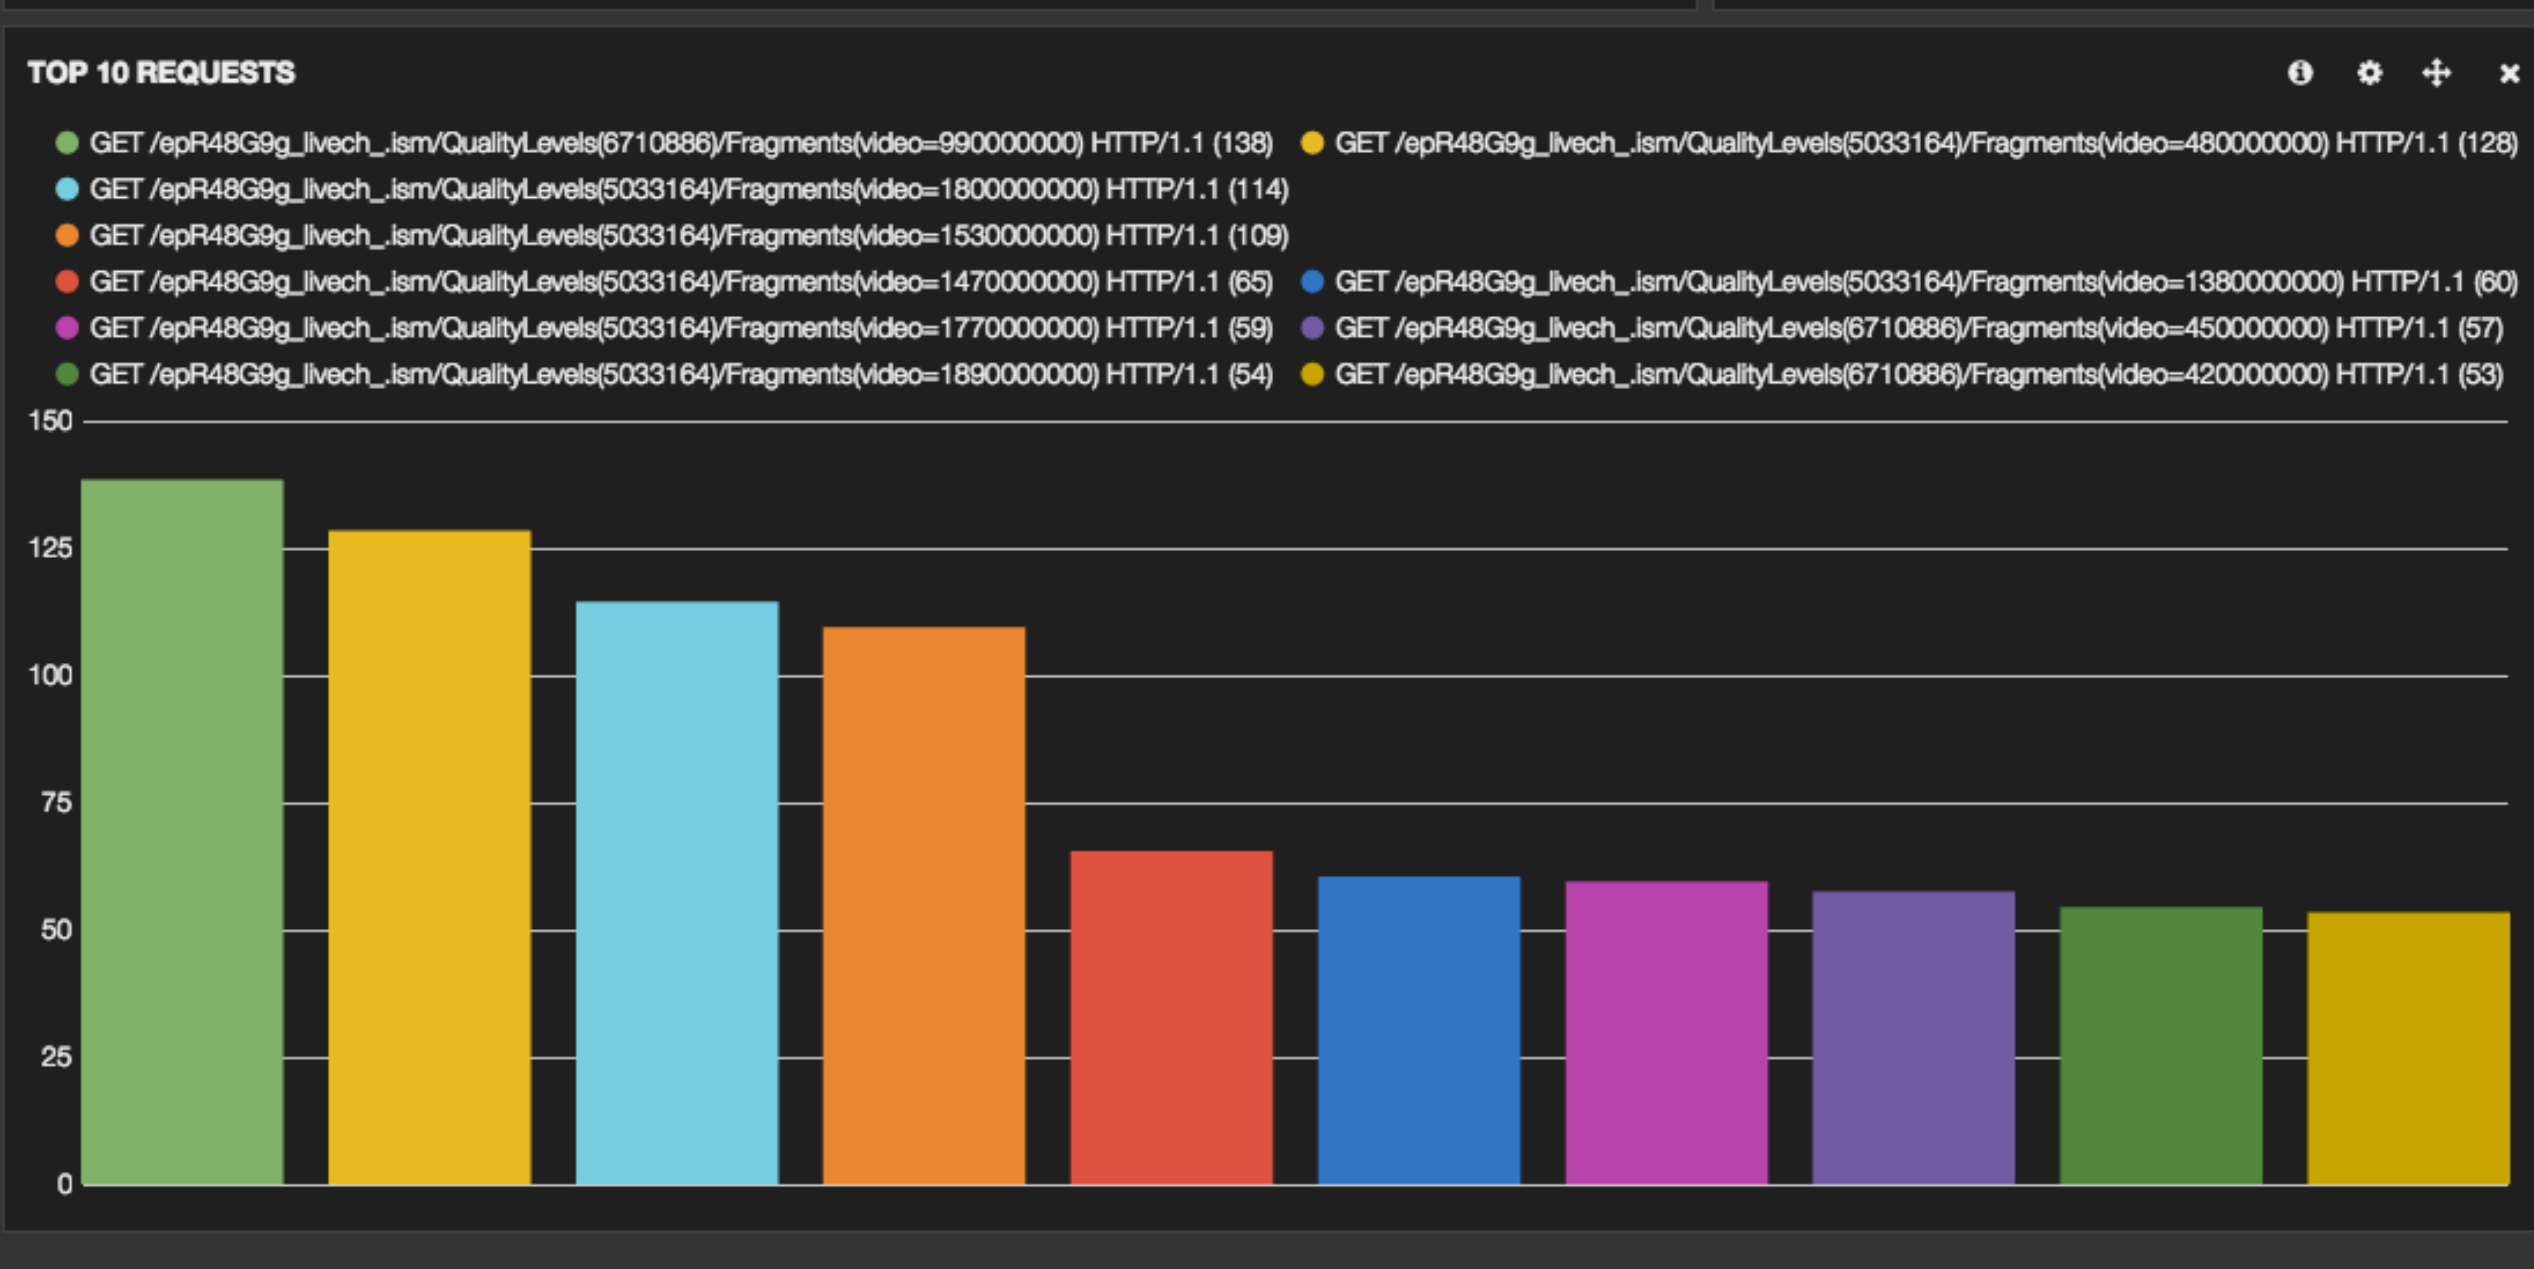 TOP 10 REQUESTS
GET /epR48G9g_livech_.ism/QualityLevels(6710886)/Fragments(video=990000000) HTTP/1.1 (138) GET /epR48G9g_livech_.ism/QualityLevels(5033164)/Fragments(video=480000000) HTTP/1.1 (128)
GET /epR48G9g_livech_.ism/QualityLevels(5033164)/Fragments(video=1800000000) HTTP/1.1 (114)
GET /epR48G9g_livech_.ism/QualityLevels(5033164)/Fragments(video=1530000000) HTTP/1.1 (109)
GET /epR48G9g_livech_.ism/QualityLevels(5033164)/Fragments(video=1470000000) HTTP/1.1 (65) GET /epR48G9g_livech_.ism/QualityLevels(5033164)/Fragments(video=1380000000) HTTP/1.1 (60)
GET /epR48G9g_livech_.ism/QualityLevels(5033164)/Fragments(video=1770000000) HTTP/1.1 (59) GET /epR48G9g_livech_.ism/QualityLevels(6710886)/Fragments(video=450000000) HTTP/1.1 (57)
GET /epR48G9g_livech_.ism/QualityLevels(5033164)/Fragments(video=1890000000) HTTP/1.1 (54) GET /epR48G9g_livech_.ism/QualityLevels(6710886)/Fragments(video=420000000) HTTP/1.1 (53)
150
125
100
75
50
25
0